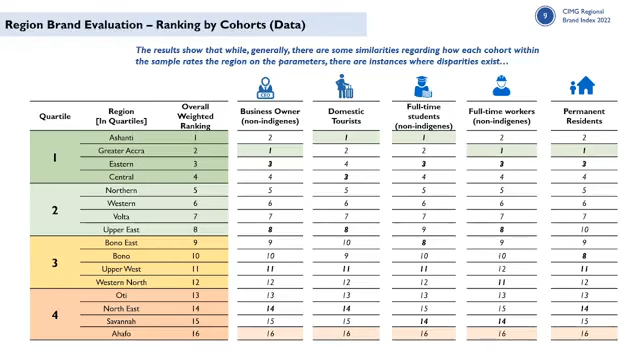 Region Brand Evaluation – Ranking by Cohorts (Data)
9
CIMG Regional
Brand Index 2022
The results show that while, generally, there are some similarities regarding how each cohort within
the sample rates the region on the parameters, there are instances where disparities exist…
CEO
Quartile Region [In Quartiles] Overall Weighted Ranking Business Owner (non-indigenes) Domestic Tourists Full-time students (non-indigenes) Full-time workers (non-indigenes) Permanent Residents
1
Ashanti 1 2 1 1 2 2
Greater Accra 2 1 2 2 1 1
Eastern 3 3 4 3 3 3
Central 4 4 3 4 4 4
2
Northern 5 5 5 5 5 5
Western 6 6 6 6 6 6
Volta 7 7 7 7 7 7
Upper East 8 8 8 9 8 10
3
Bono East 9 9 10 8 9 9
Bono 10 10 9 10 10 8
Upper West 11 11 11 11 12 11
Western North 12 12 12 12 11 12
4
Oti 13 13 13 13 13 13
North East 14 14 14 15 15 14
Savannah 15 15 15 14 14 15
Ahafo 16 16 16 16 16 16